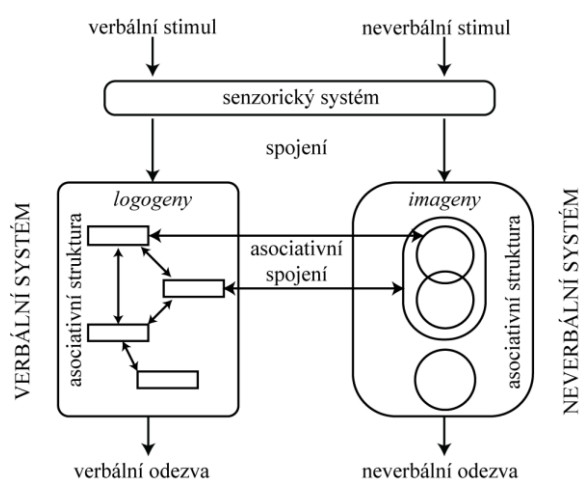 verbální stimul
neverbální stimul
senzorický systém
spojení
VERBÁLNÍ SYSTÉM
asociativní struktura
logogeny
asociativní
spojení
imageny
asociativní struktura
NEVERBÁLNÍ SYSTÉM
verbální odezva
neverbální odezva